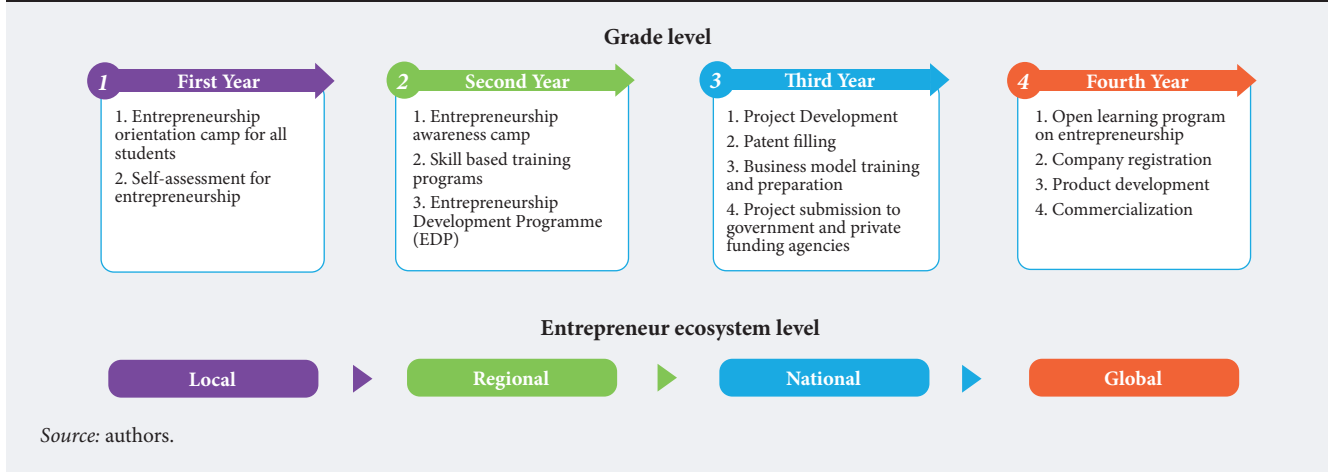 Grade level
1 First Year
1. Entrepreneurship
orientation camp for all
students
2. Self-assessment for
entrepreneurship
2 Second Year
1. Entrepreneurship
awareness camp
2. Skill based training
programs
3. Entrepreneurship
Development Programme
(EDP)
3 Third Year
1. Project Development
2. Patent filling
3. Business model training
and preparation
4. Project submission to
government and private
funding agencies
4 Fourth Year
1. Open learning program
on entrepreneurship
2. Company registration
3. Product development
4. Commercialization
Entrepreneur ecosystem level
Local
Regional
National
Global
Source: authors.